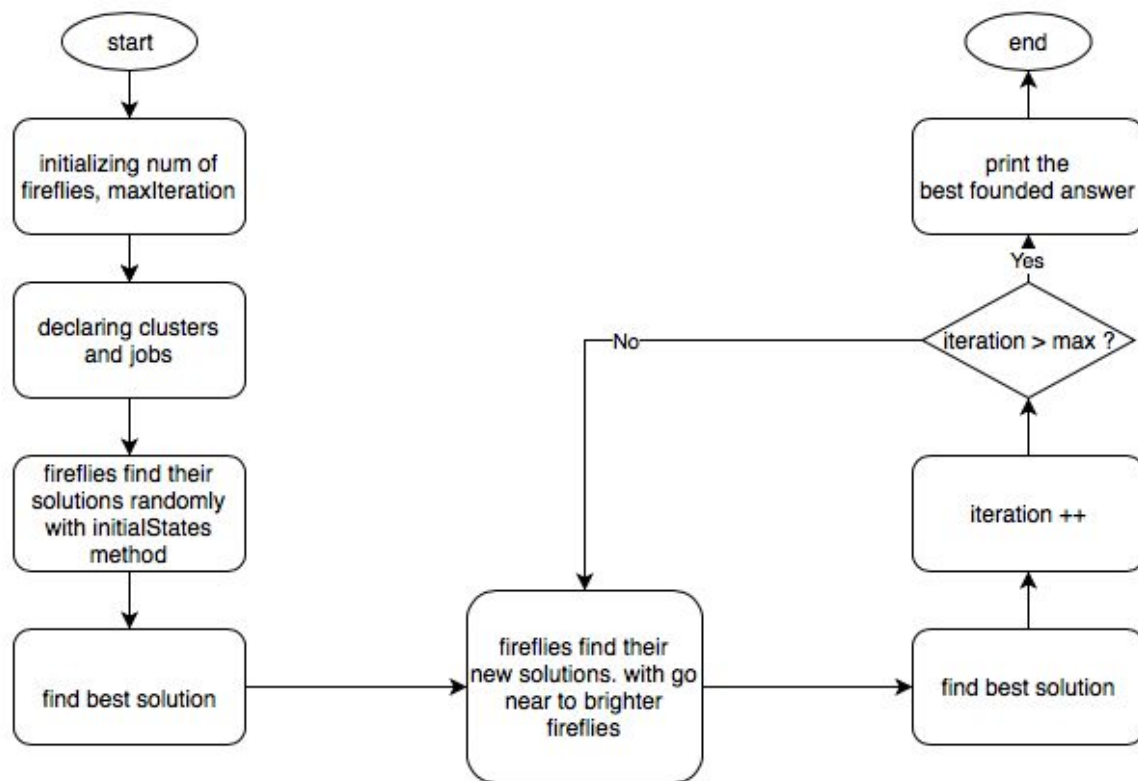 start
initializing num of
fireflies, maxIteration
declaring clusters
and jobs
fireflies find their
solutions randomly
with initialStates
method
find best solution
fireflies find their
new solutions. with go
near to brighter
fireflies
find best solution
iteration ++
iteration > max ?
No
Yes
print the
best founded answer
end